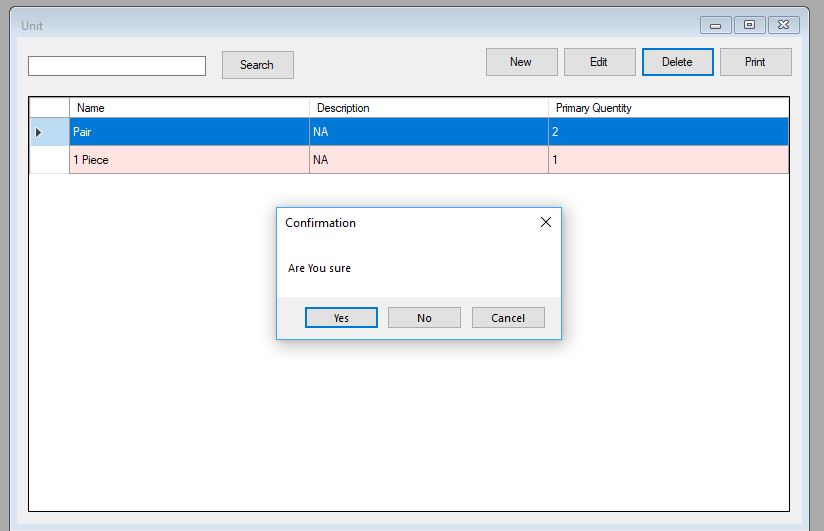 Unit
Search New Edit Delete Print
Name Description Primary Quentity
Pair NA 2
1 Piece NA 1
Confirmation
Are You sure
Yes No Cancel